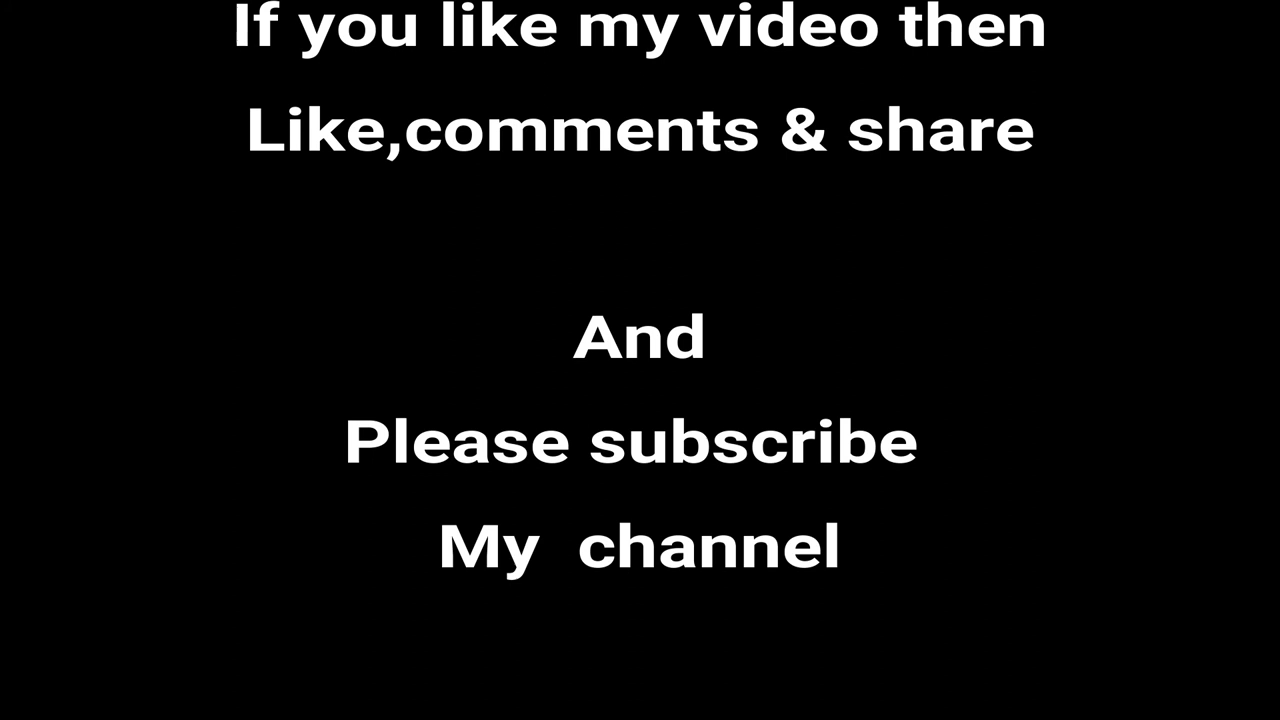 If you like my video then
Like,comments & share
And
Please subscribe
My  channel